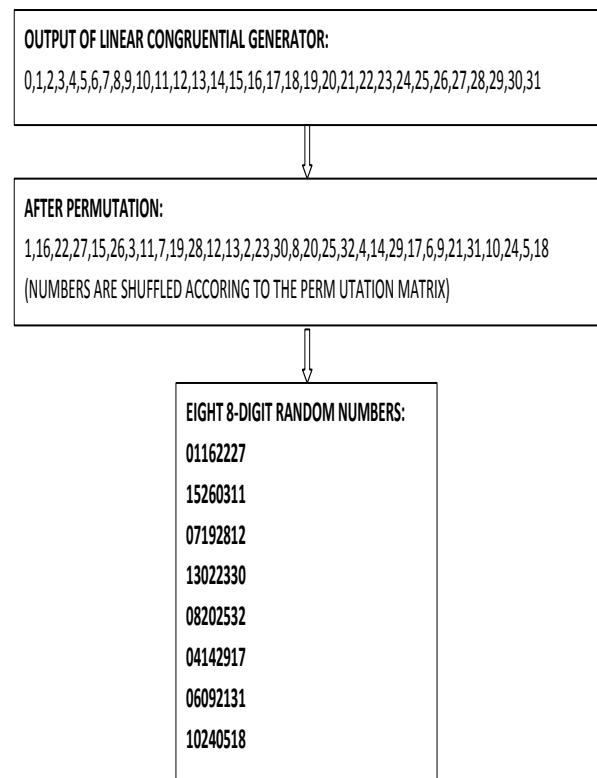 OUTPUT OF LINEAR CONGRUENTIAL GENERATOR:
0,1,2,3,4,5,6,7,8,9,10,11,12,13,14,15,16,17,18,19,20,21,22,23,24,25,26,27,28,29,30,31
AFTER PERMUTATION:
1,16,22,27,15,26,3,11,7,19,28,12,13,2,23,30,8,20,25,32,4,14,29,17,6,9,21,31,10,24,5,18
(NUMBERS ARE SHUFFLED ACCORING TO THE PERM UTATION MATRIX)
EIGHT 8-DIGIT RANDOM NUMBERS:
01162227
15260311
07192812
13022330
08202532
04142917
06092131
10240518